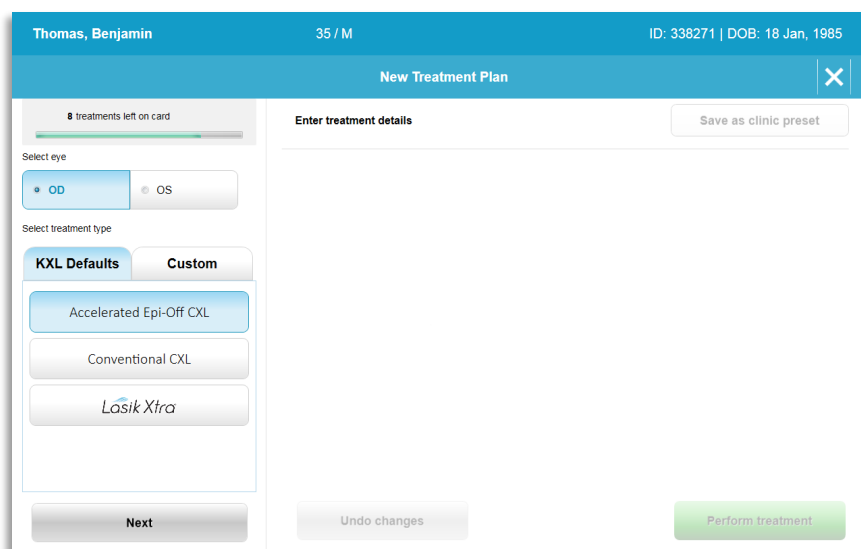 Thomas, Benjamin 35 / M ID: 338271 | DOB: 18 Jan, 1985
New Treatment Plan
8 treatments left on card
Enter treatment details
Save as clinic preset
Select eye
OD OS
Select treatment type
KXL Defaults Custom
Accelerated Epi-Off CXL
Conventional CXL
Lasik Xtra
Next
Undo changes
Perform treatment